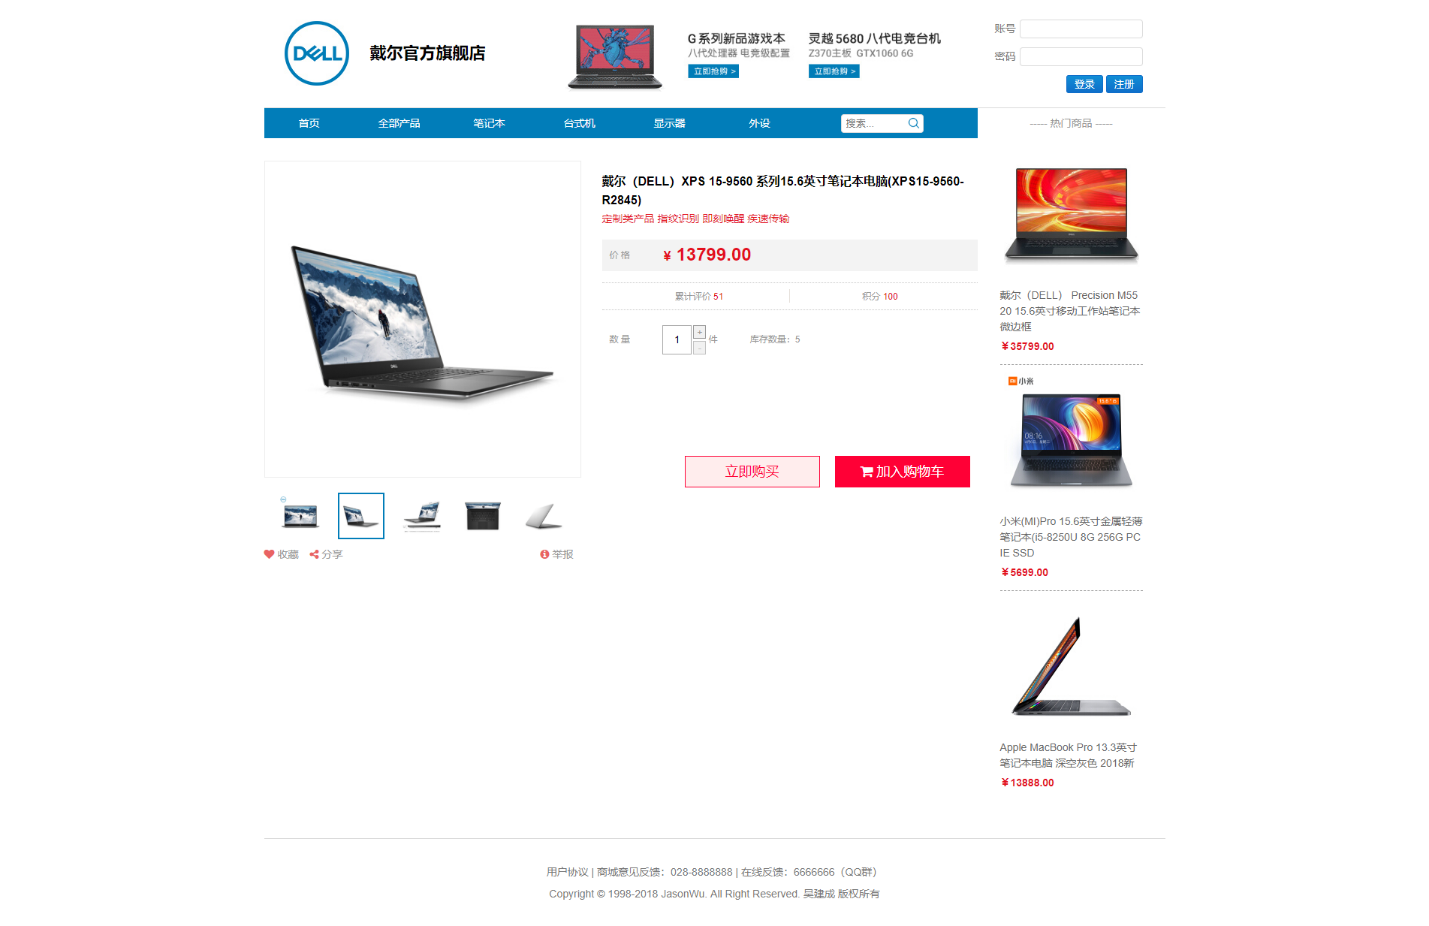 DELL
戴尔官方旗舰店
G系列新品游戏本
八代处理器 电竞级配置
立即抢购 >
灵越 5680 八代电竞台机
Z370主板 GTX1060 6G
立即抢购 >
账号
密码
登录 注册
首页 全部产品 笔记本 台式机 显示器 外设 搜索...
----- 热门商品 -----
戴尔（DELL）XPS 15-9560 系列15.6英寸笔记本电脑(XPS15-9560-
R2845)
定制类产品 指纹识别 即刻唤醒 疾速传输
价 格 ¥ 13799.00
累计评价 51 积分 100
数 量 1 + - 件 库存数量：5
立即购买 加入购物车
收藏 分享 举报
戴尔（DELL） Precision M55
20 15.6英寸移动工作站笔记本
微边框
¥35799.00
小米
08:16
小米(MI)Pro 15.6英寸金属轻薄
笔记本(i5-8250U 8G 256G PC
IE SSD
¥5699.00
Apple MacBook Pro 13.3英寸
笔记本电脑 深空灰色 2018新
¥13888.00
用户协议 | 商城意见反馈：028-8888888 | 在线反馈：6666666（QQ群）
Copyright © 1998-2018 JasonWu. All Right Reserved. 吴建成 版权所有